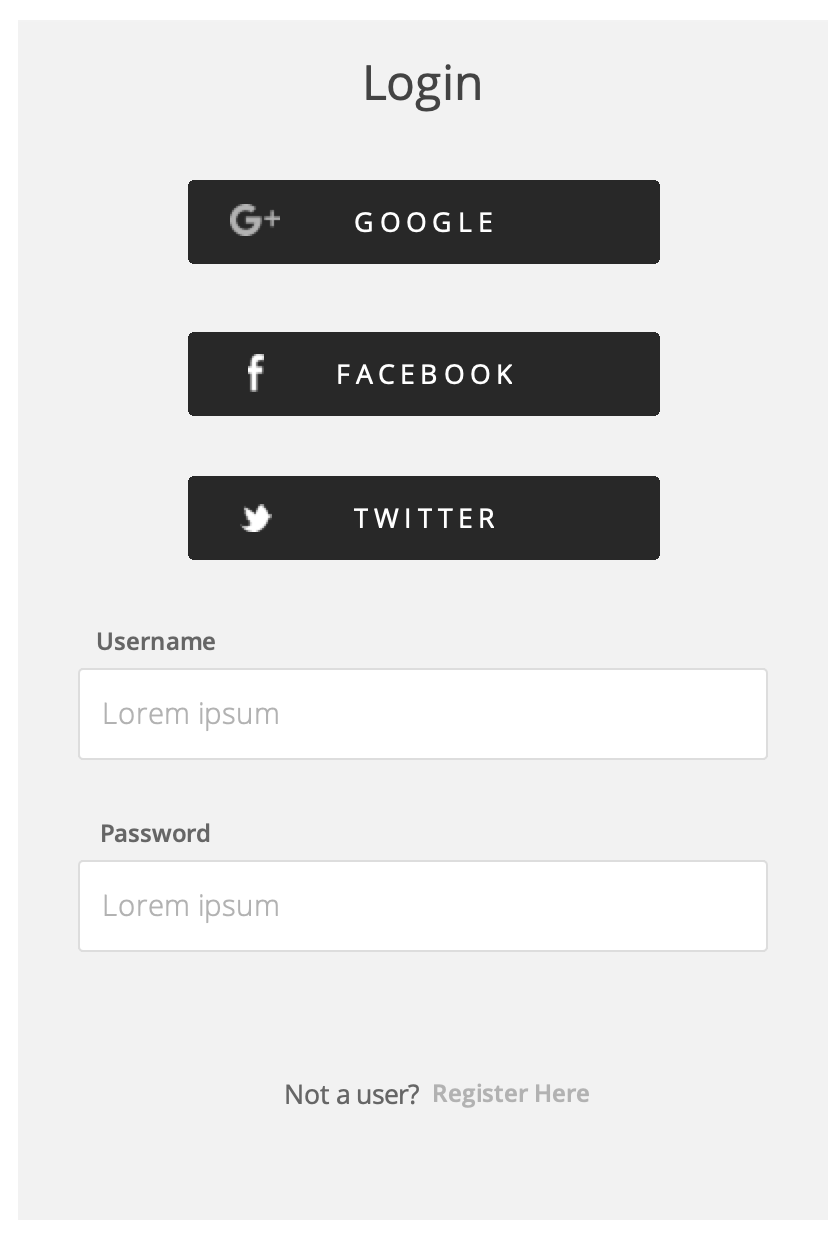 Login
G+ GOOGLE
f FACEBOOK
TWITTER
Username
Lorem ipsum
Password
Lorem ipsum
Not a user? Register Here